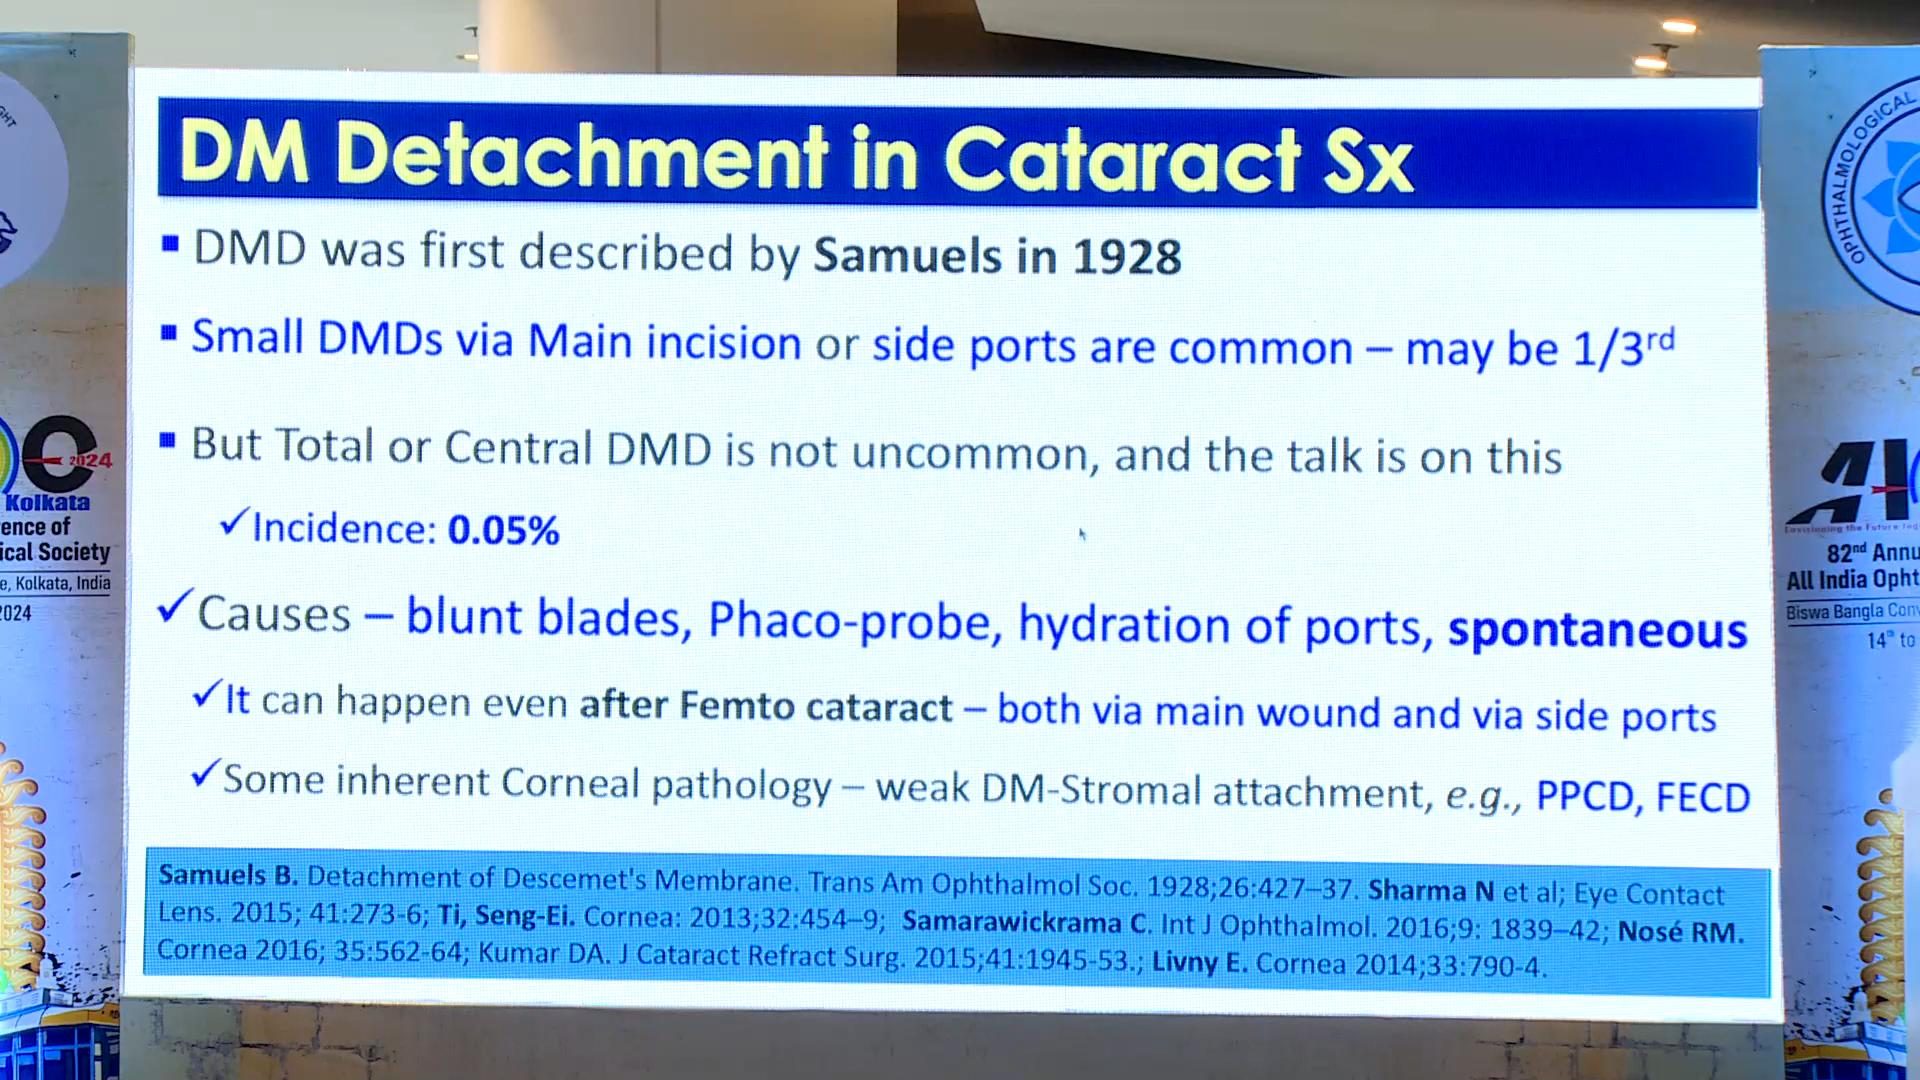 DM Detachment in Cataract Sx
▪ DMD was first described by Samuels in 1928
▪ Small DMDs via Main incision or side ports are common – may be 1/3rd
▪ But Total or Central DMD is not uncommon, and the talk is on this
✓Incidence: 0.05%
✓Causes – blunt blades, Phaco-probe, hydration of ports, spontaneous
✓It can happen even after Femto cataract – both via main wound and via side ports
✓Some inherent Corneal pathology – weak DM-Stromal attachment, e.g., PPCD, FECD
Samuels B. Detachment of Descemet's Membrane. Trans Am Ophthalmol Soc. 1928;26:427–37. Sharma N et al; Eye Contact
Lens. 2015; 41:273-6; Ti, Seng-Ei. Cornea: 2013;32:454–9; Samarawickrama C. Int J Ophthalmol. 2016;9: 1839–42; Nosé RM.
Cornea 2016; 35:562-64; Kumar DA. J Cataract Refract Surg. 2015;41:1945-53.; Livny E. Cornea 2014;33:790-4.
GHT
C
2024
Kolkata
ence of
ical Society
e, Kolkata, India
2024
OPHTHALMOLOGICAL
AI
Envisioning the Future
82nd Annu
All India Opht
Biswa Bangla Conv
14th to